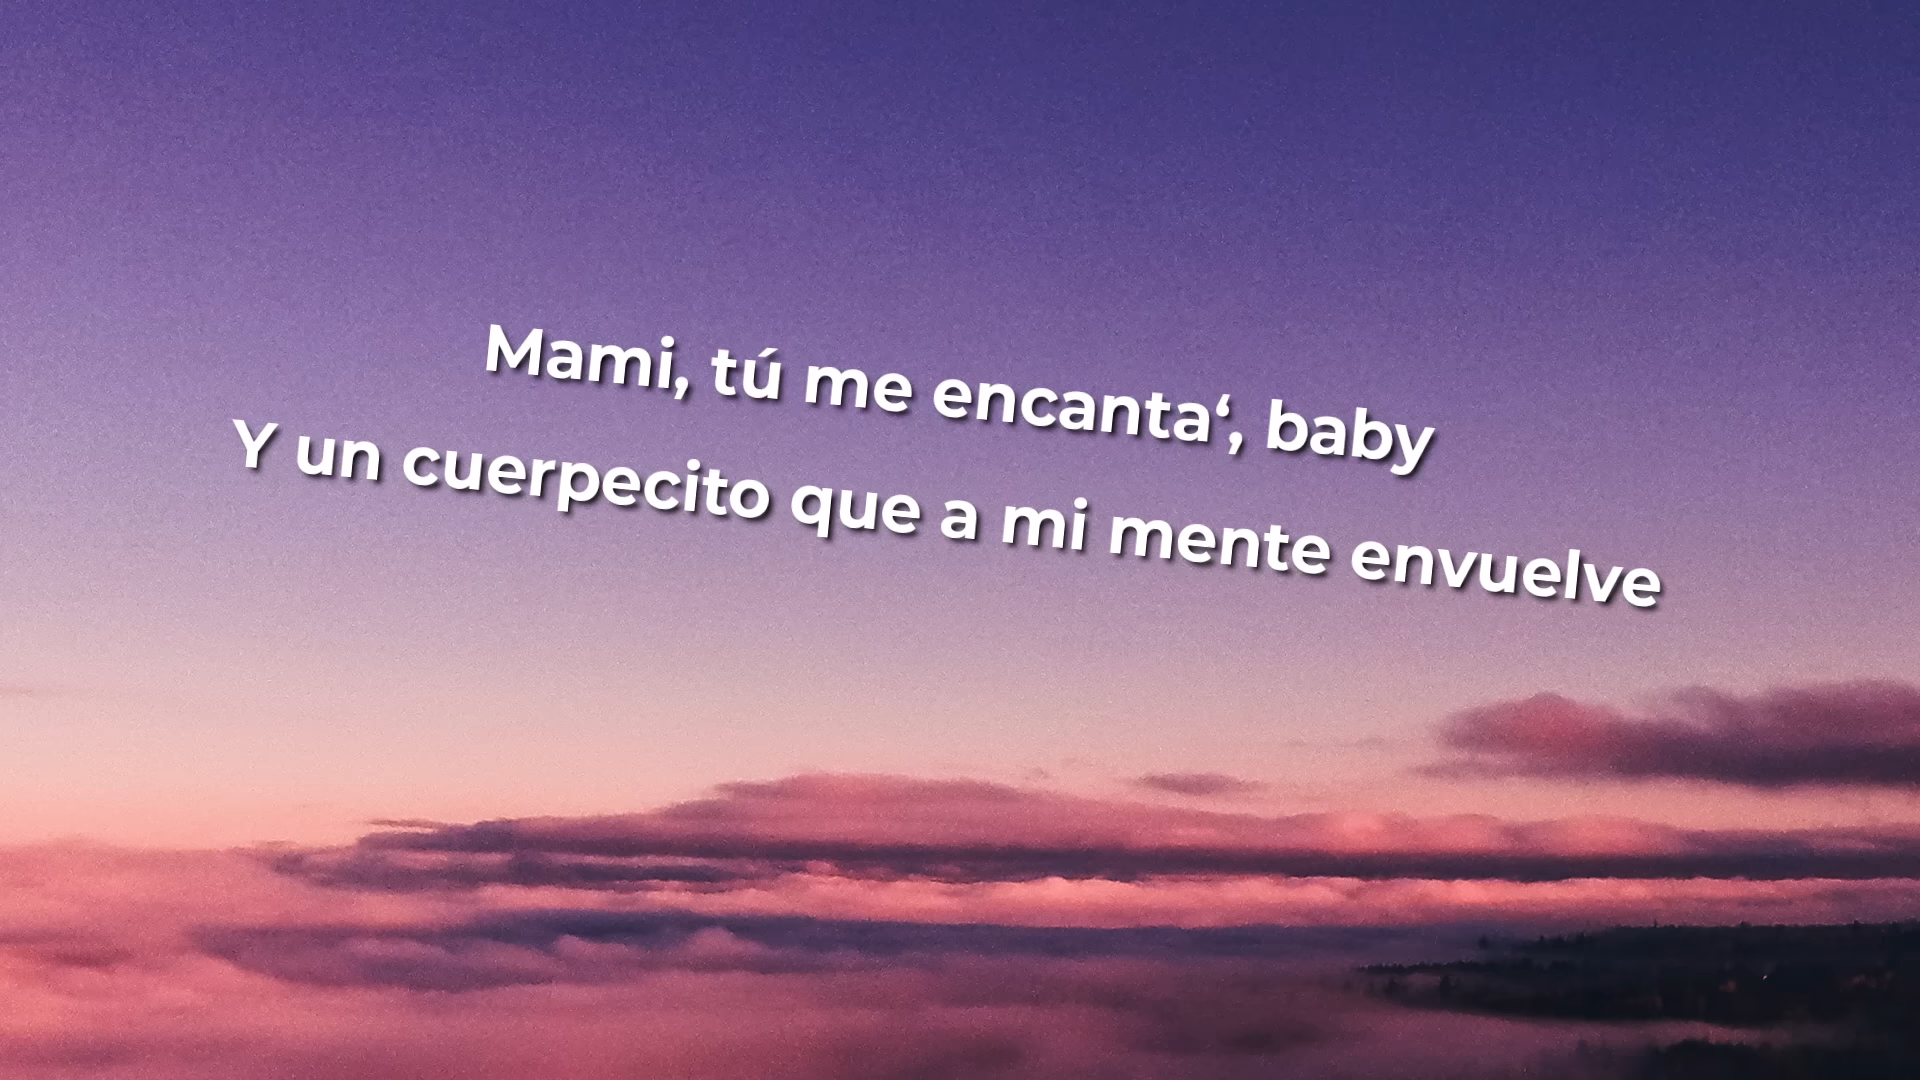 Mami, tú me encanta‘, baby
Y un cuerpecito que a mi mente envuelve